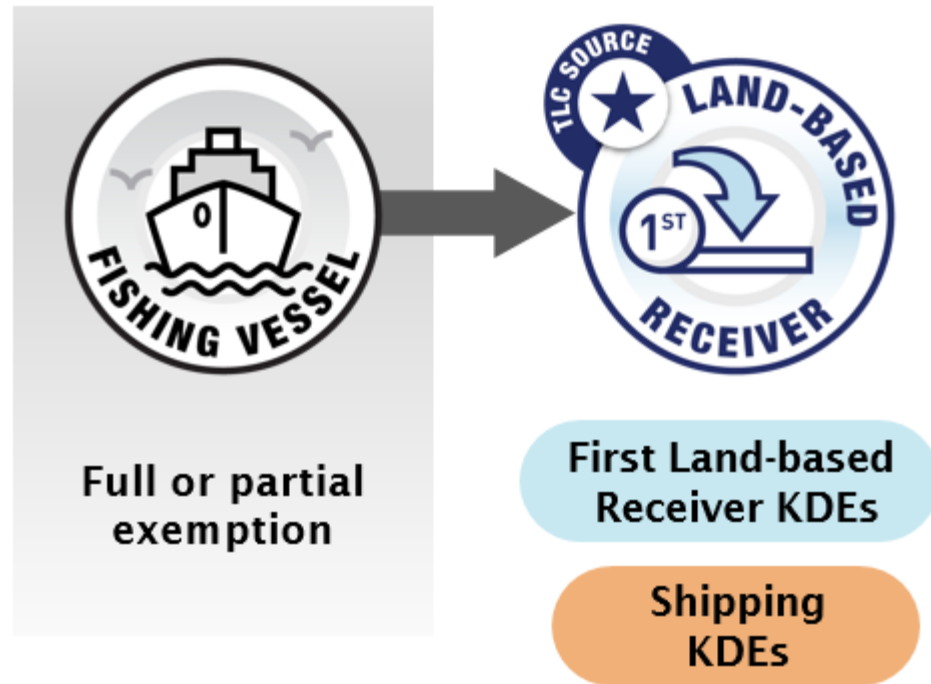 FISHING VESSEL
TLC SOURCE
LAND-BASED
1ST
RECEIVER
Full or partial
exemption
First Land-based
Receiver KDEs
Shipping
KDEs